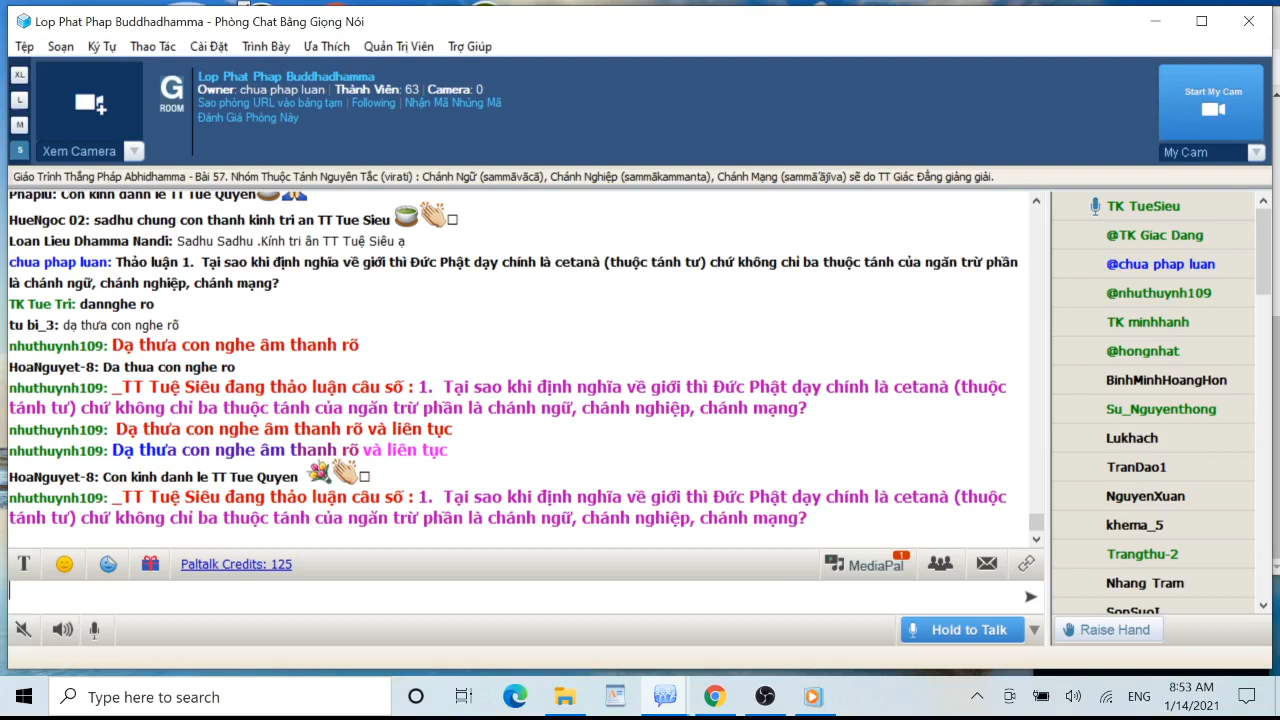 Lop Phat Phap Buddhadhamma - Phòng Chat Bằng Giọng Nói
Tệp Soạn Ký Tự Thao Tác Cài Đặt Trình Bày Ưa Thích Quản Trị Viên Trợ Giúp
XL
L
M
S
Xem Camera
G
ROOM
Lop Phat Phap Buddhadhamma
Owner: chua phap luan | Thành Viên: 63 | Camera: 0
Sao phòng URL vào bảng tạm | Following | Nhận Mã Nhúng Mã
Đánh Giá Phòng Này
Start My Cam
My Cam
Giáo Trình Thắng Pháp Abhidhamma - Bài 57. Nhóm Thuộc Tánh Nguyên Tắc (virati) : Chánh Ngữ (sammāvācā), Chánh Nghiệp (sammākammanta), Chánh Mạng (sammā'ājīva) sẽ do TT Giác Đẳng giảng giải.
Phapiu: Con kinh danh le TT Tue Quyen
HueNgoc 02: sadhu chung con thanh kinh tri an TT Tue Sieu
Loan Lieu Dhamma Nandi: Sadhu Sadhu .Kính tri ân TT Tuệ Siêu ạ
chua phap luan: Thảo luận 1. Tại sao khi định nghĩa về giới thì Đức Phật dạy chính là cetanà (thuộc tánh tư) chứ không chỉ ba thuộc tánh của ngăn trừ phần
là chánh ngữ, chánh nghiệp, chánh mạng?
TK Tue Tri: dannghe ro
tu bi_3: dạ thưa con nghe rõ
nhuthuynh109: Dạ thưa con nghe âm thanh rõ
HoaNguyet-8: Da thua con nghe ro
nhuthuynh109: _TT Tuệ Siêu đang thảo luận câu số : 1. Tại sao khi định nghĩa về giới thì Đức Phật dạy chính là cetanà (thuộc
tánh tư) chứ không chỉ ba thuộc tánh của ngăn trừ phần là chánh ngữ, chánh nghiệp, chánh mạng?
nhuthuynh109: Dạ thưa con nghe âm thanh rõ và liên tục
nhuthuynh109: Dạ thưa con nghe âm thanh rõ và liên tục
HoaNguyet-8: Con kinh danh le TT Tue Quyen
nhuthuynh109: _TT Tuệ Siêu đang thảo luận câu số : 1. Tại sao khi định nghĩa về giới thì Đức Phật dạy chính là cetanà (thuộc
tánh tư) chứ không chỉ ba thuộc tánh của ngăn trừ phần là chánh ngữ, chánh nghiệp, chánh mạng?
T Paltalk Credits: 125 MediaPal 1
Hold to Talk
TK TueSieu
@TK Giac Dang
@chua phap luan
@nhuthuynh109
TK minhhanh
@hongnhat
BinhMinhHoangHon
Su_Nguyenthong
Lukhach
TranDao1
NguyenXuan
khema_5
Trangthu-2
Nhang Tram
SonSuoI
Raise Hand
Type here to search
ENG
8:53 AM
1/14/2021